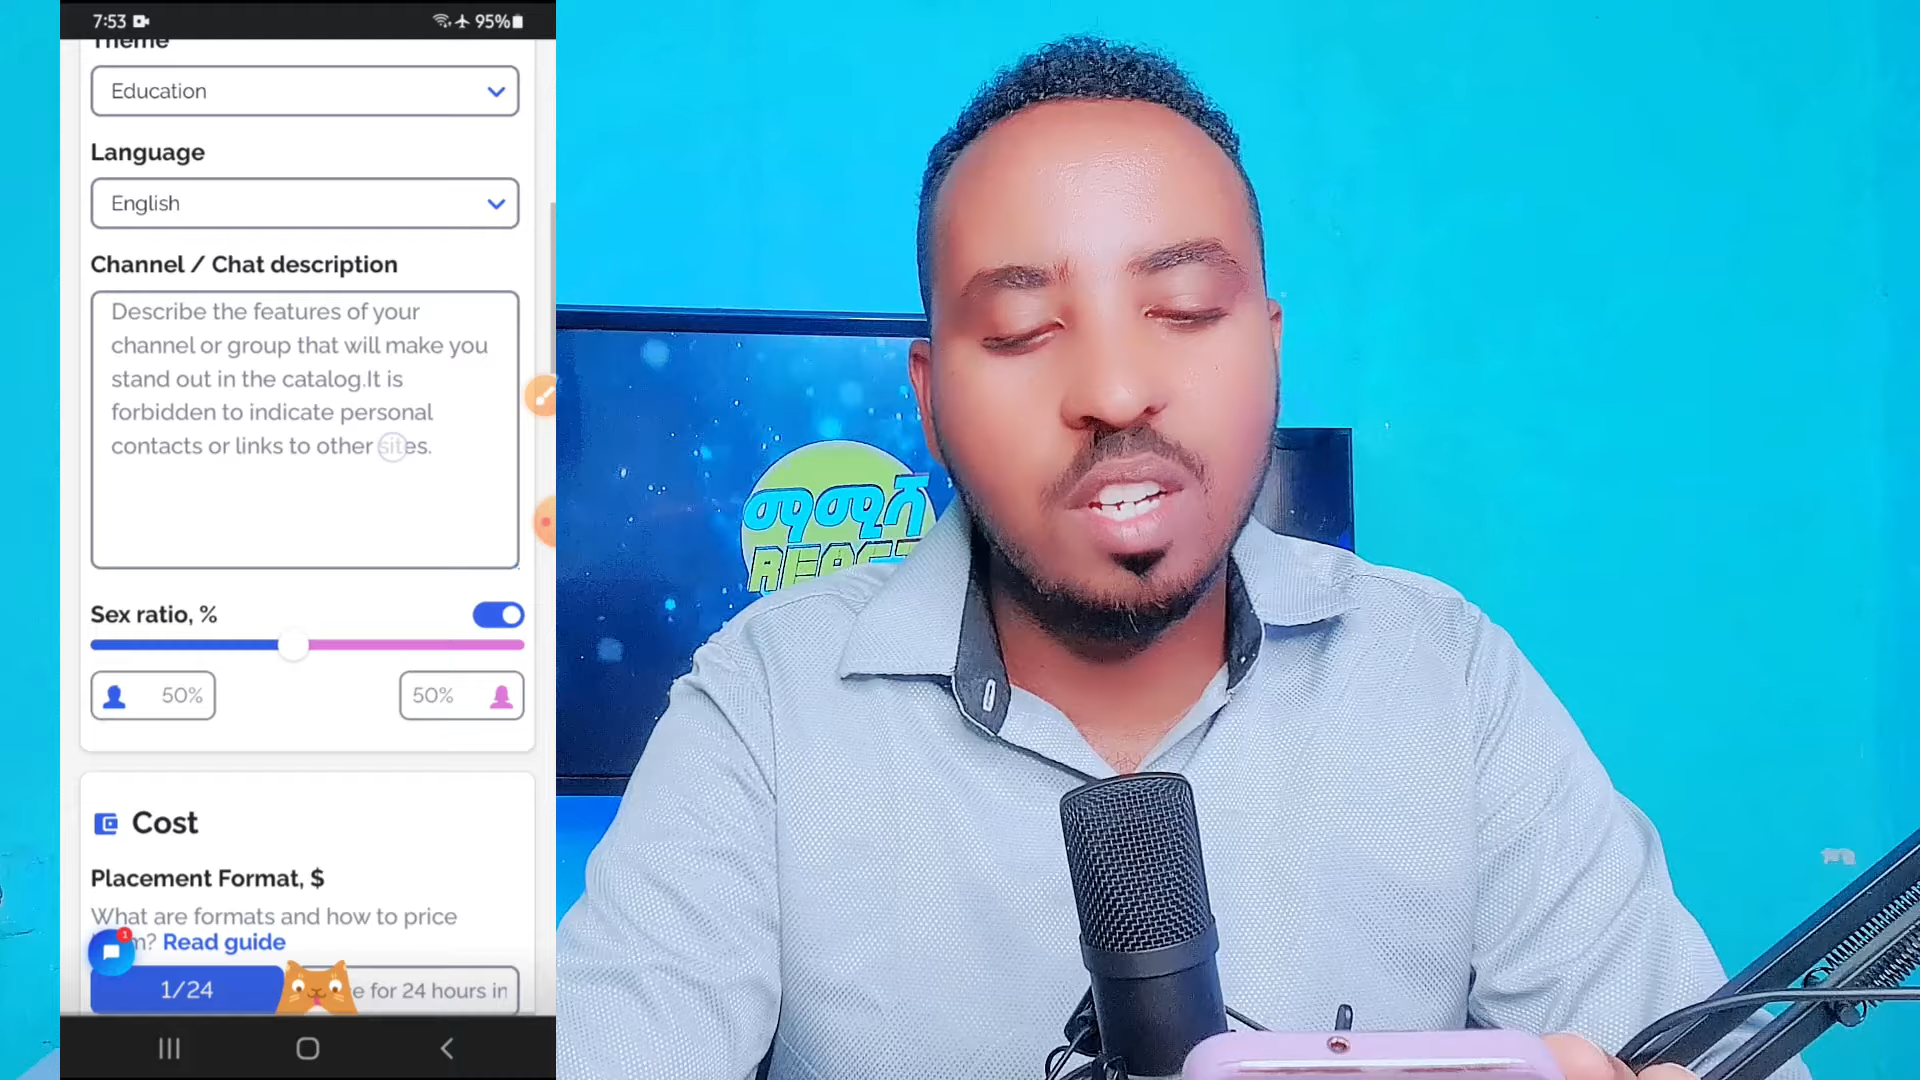 7:53
95%
Theme
Education
Language
English
Channel / Chat description
Describe the features of your
channel or group that will make you
stand out in the catalog.It is
forbidden to indicate personal
contacts or links to other sites.
Sex ratio, %
50%
50%
Cost
Placement Format, $
What are formats and how to price
Read guide
1
1/24
for 24 hours in
ማሚሻ